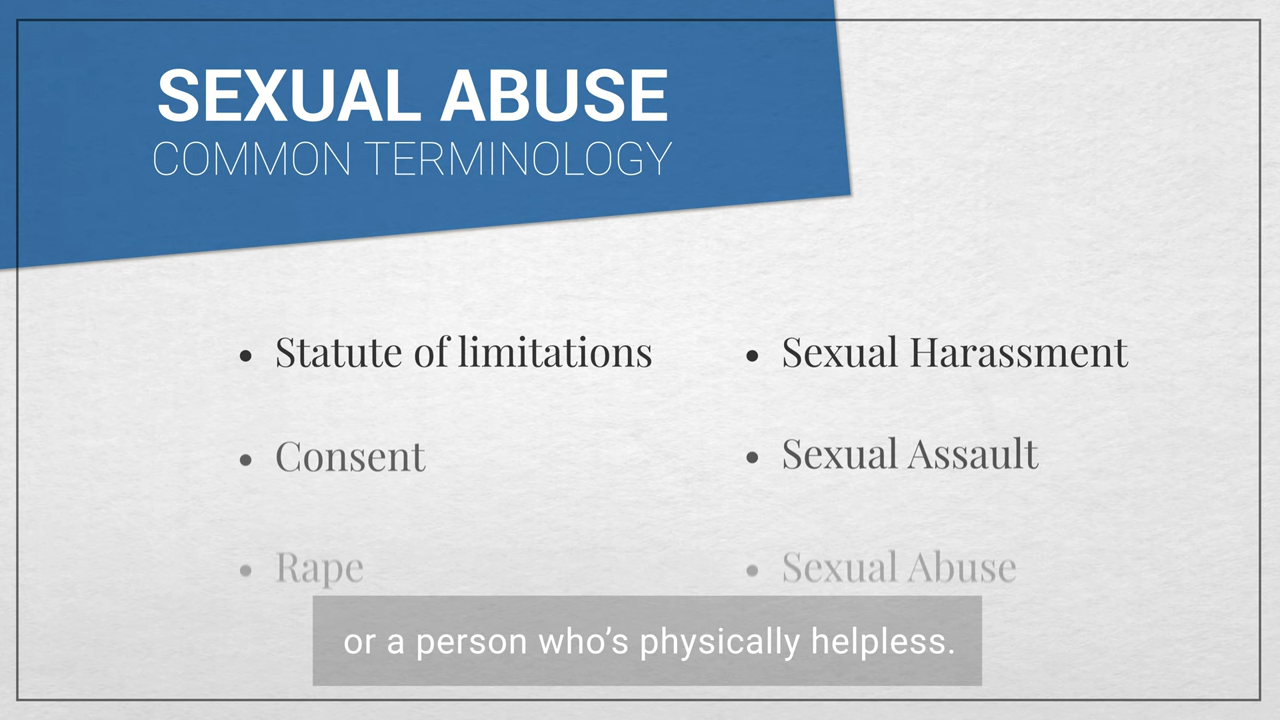 SEXUAL ABUSE
COMMON TERMINOLOGY
• Statute of limitations
• Consent
• Rape
• Sexual Harassment
• Sexual Assault
• Sexual Abuse
or a person who’s physically helpless.